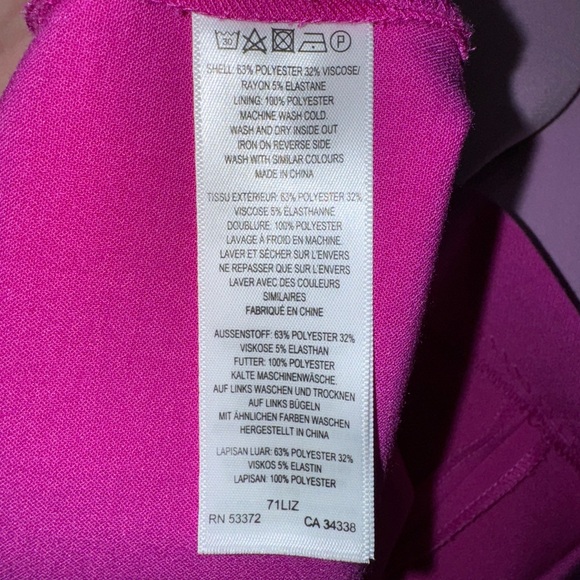 30 P
SHELL: 63% POLYESTER 32% VISCOSE/
RAYON 5% ELASTANE
LINING: 100% POLYESTER
MACHINE WASH COLD.
WASH AND DRY INSIDE OUT
IRON ON REVERSE SIDE
WASH WITH SIMILAR COLOURS
MADE IN CHINA
TISSU EXTÉRIEUR: 63% POLYESTER 32%
VISCOSE 5% ÉLASTHANNE
DOUBLURE: 100% POLYESTER
LAVAGE À FROID EN MACHINE.
LAVER ET SÉCHER SUR L'ENVERS
NE REPASSER QUE SUR L'ENVERS
LAVER AVEC DES COULEURS
SIMILAIRES
FABRIQUÉ EN CHINE
AUSSENSTOFF: 63% POLYESTER 32%
VISKOSE 5% ELASTHAN
FUTTER: 100% POLYESTER
KALTE MASCHINENWÄSCHE.
AUF LINKS WASCHEN UND TROCKNEN
AUF LINKS BÜGELN
MIT ÄHNLICHEN FARBEN WASCHEN
HERGESTELLT IN CHINA
LAPISAN LUAR: 63% POLYESTER 32%
VISKOS 5% ELASTIN
LAPISAN: 100% POLYESTER
71LIZ
RN 53372 CA 34338